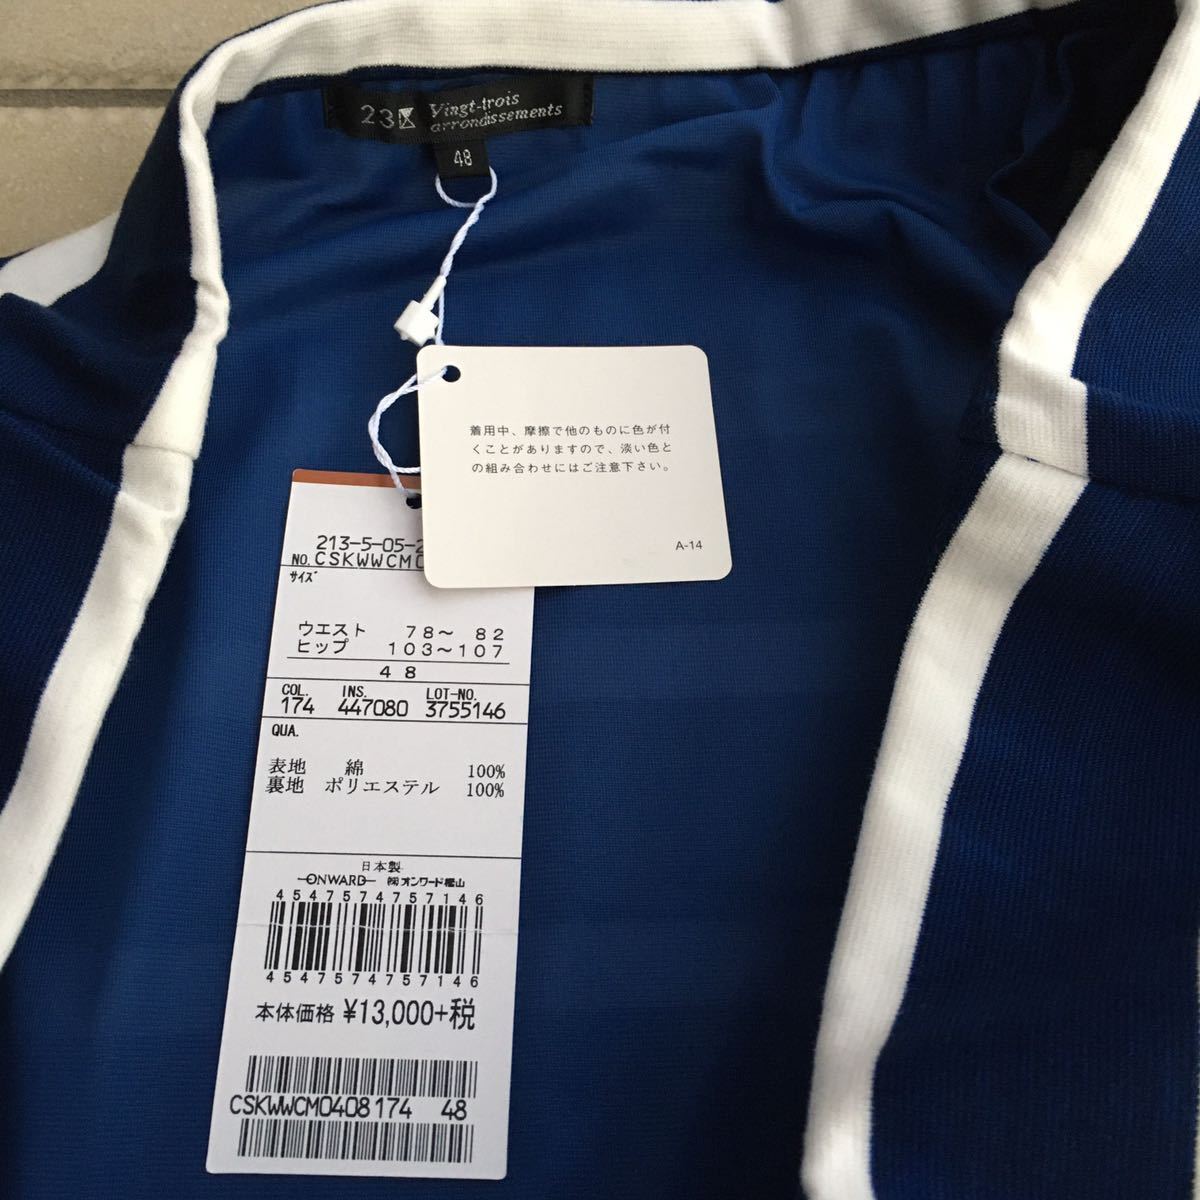 23区 Vingt-trois
arrondissements
48
着用中、摩擦で他のものに色が付
くことがありますので、淡い色と
の組み合わせにはご注意下さい。
A-14
213-5-05-2
NO. CSKWWCM0
サイズ
ウエスト 78〜 82
ヒップ 103〜107
48
COL. INS. LOT-NO.
174 447080 3755146
QUA.
表地 綿 100%
裏地 ポリエステル 100%
日本製
ONWARD ㈱オンワード樫山
4547574757146
4547574757146
本体価格 ¥13,000+税
CSKWWCM0408174 48